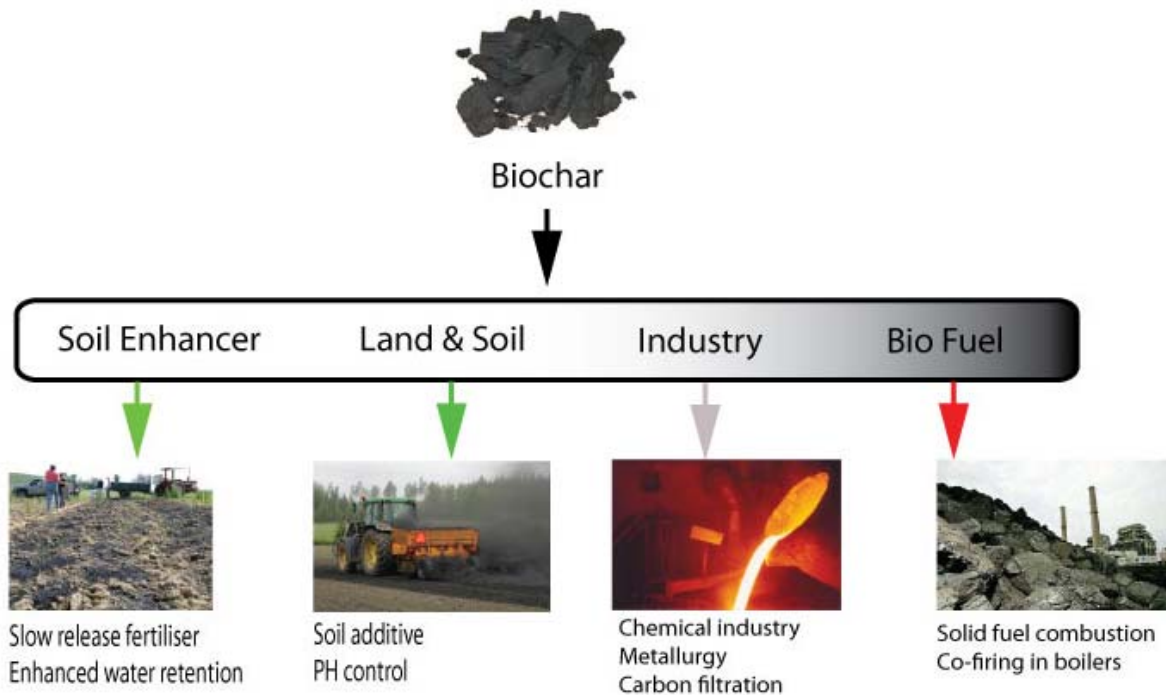 Biochar
Soil Enhancer Land & Soil Industry Bio Fuel
Slow release fertiliser
Enhanced water retention
Soil additive
PH control
Chemical industry
Metallurgy
Carbon filtration
Solid fuel combustion
Co-firing in boilers